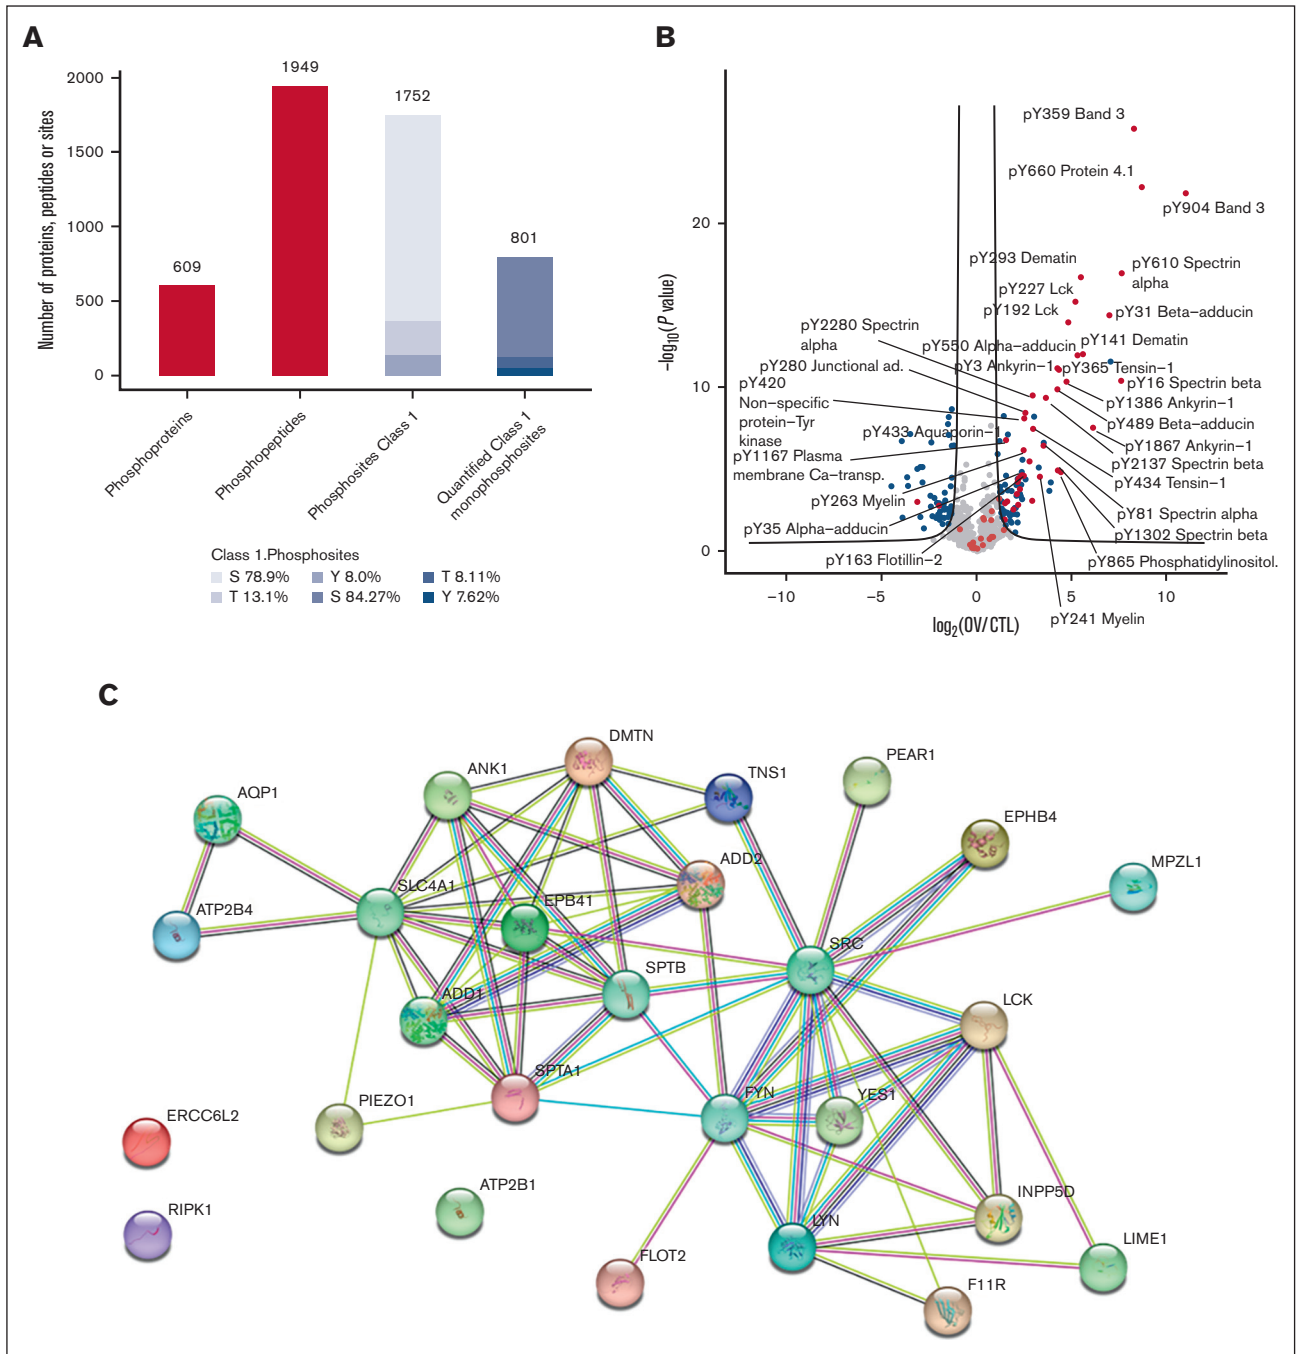 A
Number of proteins, peptides or sites
2000
1500
1000
500
0
609
1949
1752
801
Phosphoproteins
Phosphopeptides
Phosphosites Class 1
Quantified Class 1
monophosphosites
Class 1.Phosphosites
S 78.9%
Y 8.0%
T 8.11%
T 13.1%
S 84.27%
Y 7.62%
B
–log10(P value)
20
10
0
−10
−5
0
5
10
log2(OV/CTL)
pY359 Band 3
pY660 Protein 4.1
pY904 Band 3
pY293 Dematin
pY610 Spectrin
alpha
pY227 Lck
pY192 Lck
pY31 Beta−adducin
pY2280 Spectrin
alpha
pY550 Alpha−adducin
pY141 Dematin
pY280 Junctional ad.
pY3 Ankyrin−1
pY365 Tensin−1
pY420
Non−specific
protein−Tyr
kinase
pY16 Spectrin beta
pY1386 Ankyrin−1
pY489 Beta−adducin
pY433 Aquaporin−1
pY1867 Ankyrin−1
pY1167 Plasma
membrane Ca−transp.
pY2137 Spectrin beta
pY434 Tensin−1
pY263 Myelin
pY81 Spectrin alpha
pY35 Alpha−adducin
pY1302 Spectrin beta
pY163 Flotillin−2
pY865 Phosphatidylinositol.
pY241 Myelin
C
DMTN
ANK1
TNS1
PEAR1
AQP1
EPHB4
ADD2
MPZL1
SLC4A1
EPB41
ATP2B4
SRC
SPTB
ADD1
LCK
SPTA1
FYN
YES1
PIEZO1
ERCC6L2
ATP2B1
INPP5D
RIPK1
LYN
LIME1
FLOT2
F11R